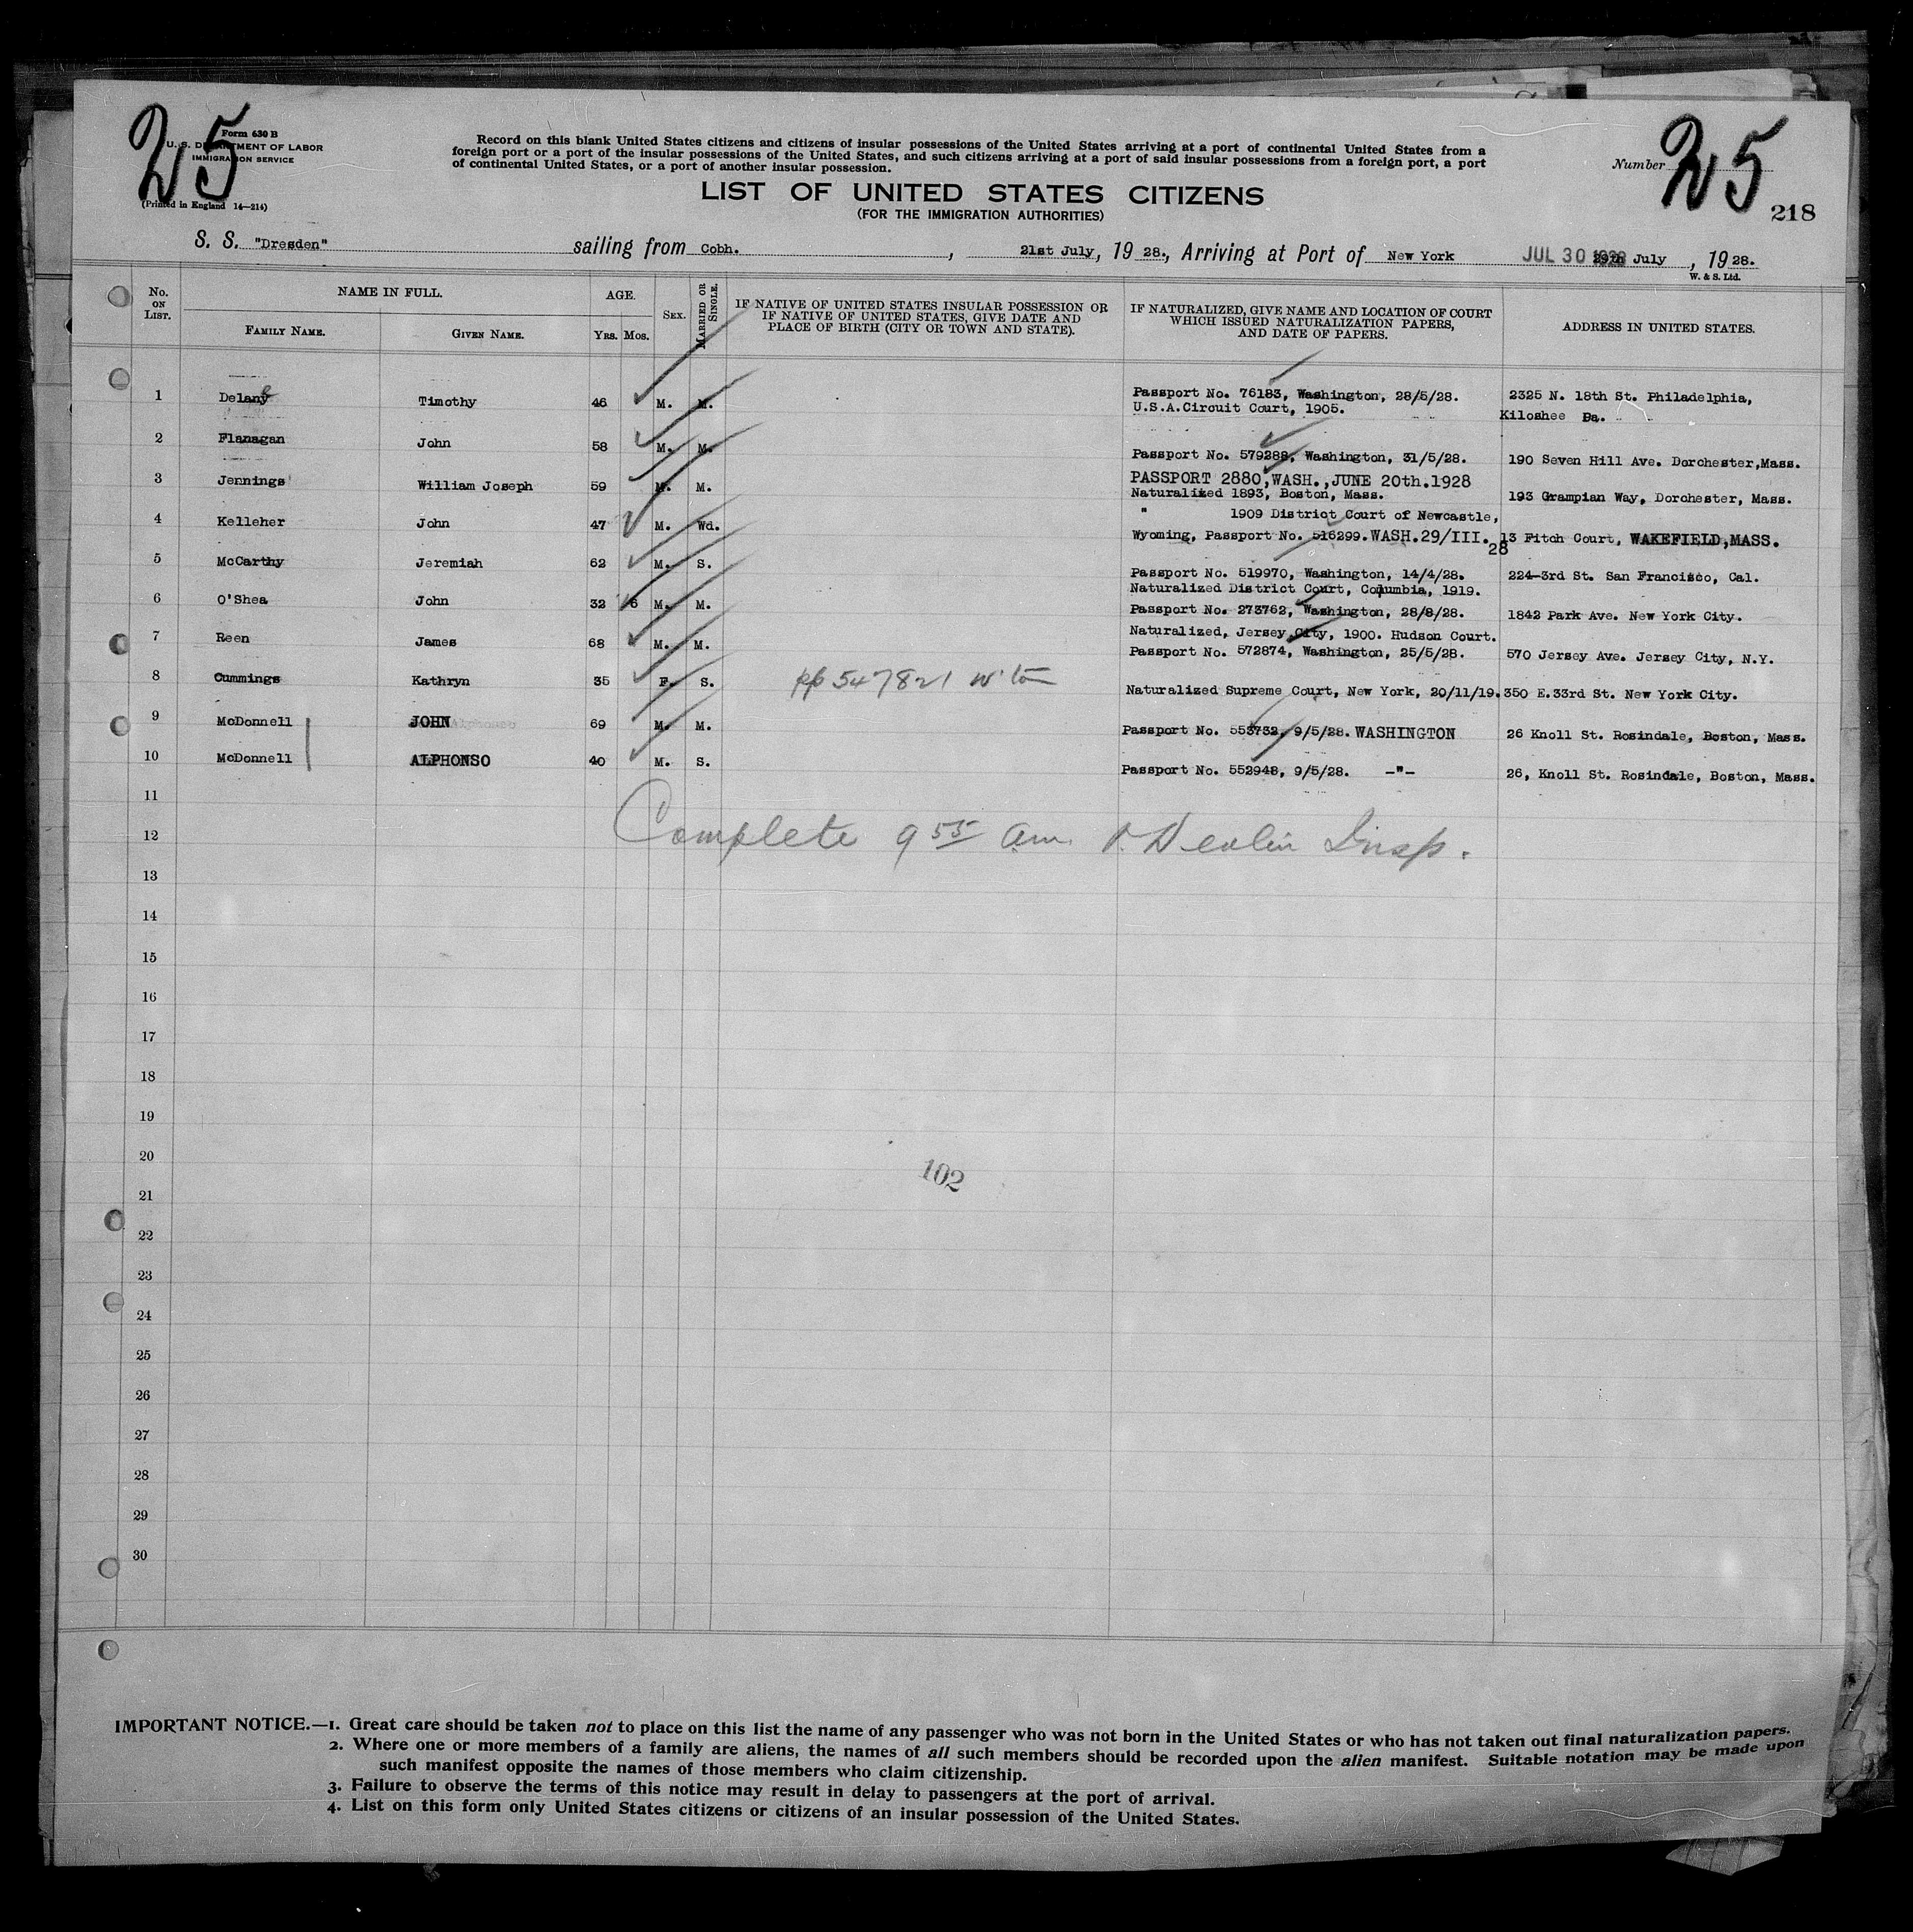 25
Form 630 B
U. S. DEPARTMENT OF LABOR
IMMIGRATION SERVICE
(Printed in England 14—214)
Record on this blank United States citizens and citizens of insular possessions of the United States arriving at a port of continental United States from a
foreign port or a port of the insular possessions of the United States, and such citizens arriving at a port of said insular possessions from a foreign port, a port
of continental United States, or a port of another insular possession.
Number 25
218
LIST OF UNITED STATES CITIZENS
(FOR THE IMMIGRATION AUTHORITIES)
S. S. "Dresden" sailing from Cobh. , 21st July, 1928., Arriving at Port of New York JUL 30 1928 July , 1928.
W. & S. Ltd.
No. ON LIST.
NAME IN FULL.
FAMILY NAME. GIVEN NAME.
AGE.
YRS. MOS.
SEX.
MARRIED OR SINGLE.
IF NATIVE OF UNITED STATES INSULAR POSSESSION OR
IF NATIVE OF UNITED STATES, GIVE DATE AND
PLACE OF BIRTH (CITY OR TOWN AND STATE).
IF NATURALIZED, GIVE NAME AND LOCATION OF COURT
WHICH ISSUED NATURALIZATION PAPERS,
AND DATE OF PAPERS.
ADDRESS IN UNITED STATES.
1 Delany Timothy 46 M. M. Passport No. 76183, Washington, 28/5/28. 2325 N. 18th St. Philadelphia,
U.S.A.Circuit Court, 1905. Kiloshee Pa.
2 Flanagan John 58 M. M. Passport No. 579288, Washington, 31/5/28. 190 Seven Hill Ave. Dorchester,Mass.
3 Jennings William Joseph 59 M. M. PASSPORT 2880,WASH.,JUNE 20th.1928
Naturalized 1893, Boston, Mass. 193 Grampian Way, Dorchester, Mass.
4 Kelleher John 47 M. Wd. " 1909 District Court of Newcastle,
Wyoming, Passport No. 516299.WASH.29/III.28 13 Fitch Court, WAKEFIELD,MASS.
5 McCarthy Jeremiah 62 M. S. Passport No. 519970, Washington, 14/4/28. 224-3rd St. San Francisco, Cal.
Naturalized District Court, Columbia, 1919.
6 O'Shea John 32 6 M. M. Passport No. 273762, Washington, 28/8/28. 1842 Park Ave. New York City.
Naturalized, Jersey City, 1900. Hudson Court.
7 Reen James 68 M. M. Passport No. 572874, Washington, 25/5/28. 570 Jersey Ave. Jersey City, N.Y.
8 Cummings Kathryn 35 F. S. pp 547821 W'ton Naturalized Supreme Court, New York, 20/11/19. 350 E.33rd St. New York City.
9 McDonnell JOHN 69 M. M. Passport No. 553732, 9/5/28. WASHINGTON 26 Knoll St. Rosindale, Boston, Mass.
10 McDonnell ALPHONSO 40 M. S. Passport No. 552948, 9/5/28. -"- 26, Knoll St. Rosindale, Boston, Mass.
11
Complete 9 55 am. Insp.
12
13
14
15
16
17
18
19
20
102
21
22
23
24
25
26
27
28
29
30
IMPORTANT NOTICE.—1. Great care should be taken not to place on this list the name of any passenger who was not born in the United States or who has not taken out final naturalization papers.
2. Where one or more members of a family are aliens, the names of all such members should be recorded upon the alien manifest. Suitable notation may be made upon
such manifest opposite the names of those members who claim citizenship.
3. Failure to observe the terms of this notice may result in delay to passengers at the port of arrival.
4. List on this form only United States citizens or citizens of an insular possession of the United States.